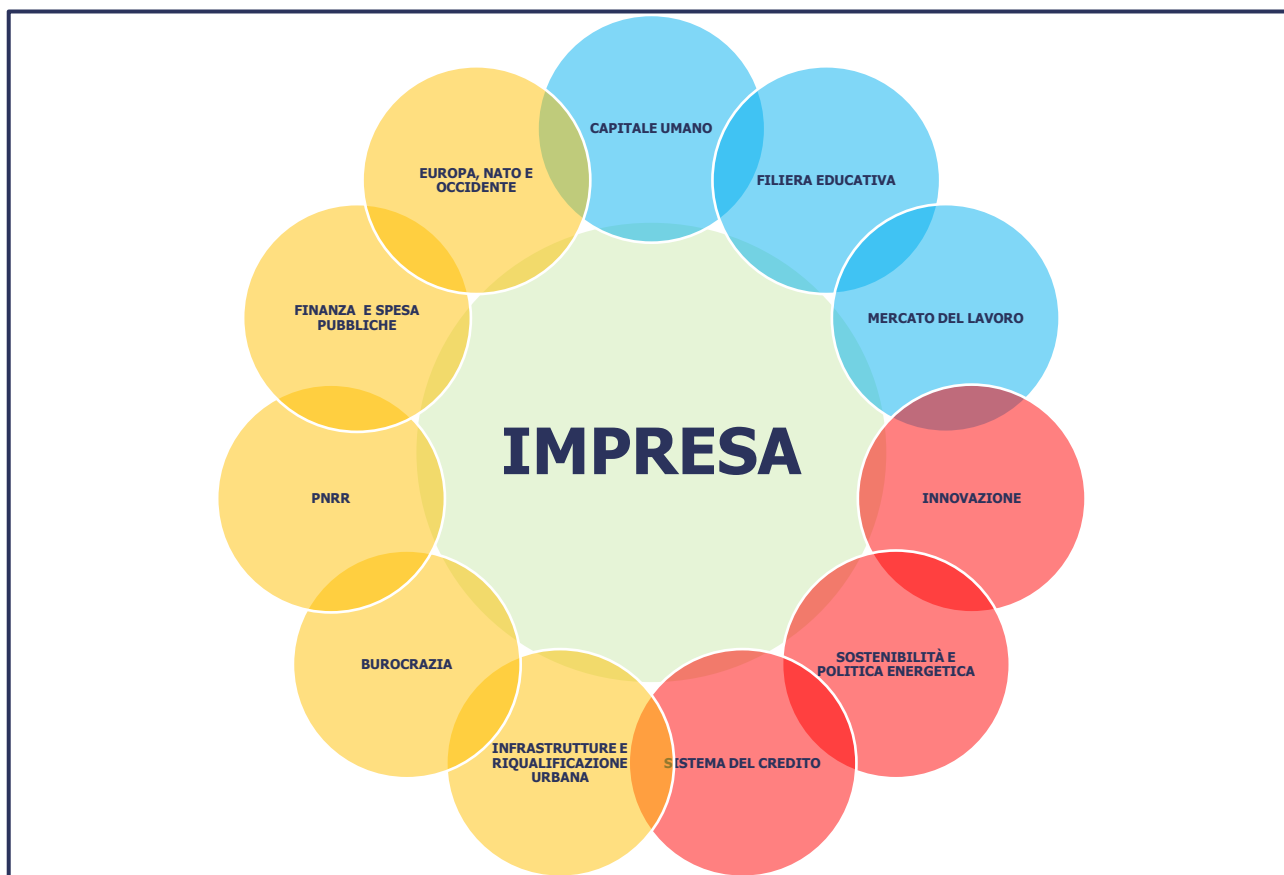 CAPITALE UMANO
FILIERA EDUCATIVA
MERCATO DEL LAVORO
INNOVAZIONE
SOSTENIBILITÀ E
POLITICA ENERGETICA
SISTEMA DEL CREDITO
INFRASTRUTTURE E
RIQUALIFICAZIONE
URBANA
BUROCRAZIA
PNRR
FINANZA E SPESA
PUBBLICHE
EUROPA, NATO E
OCCIDENTE
IMPRESA